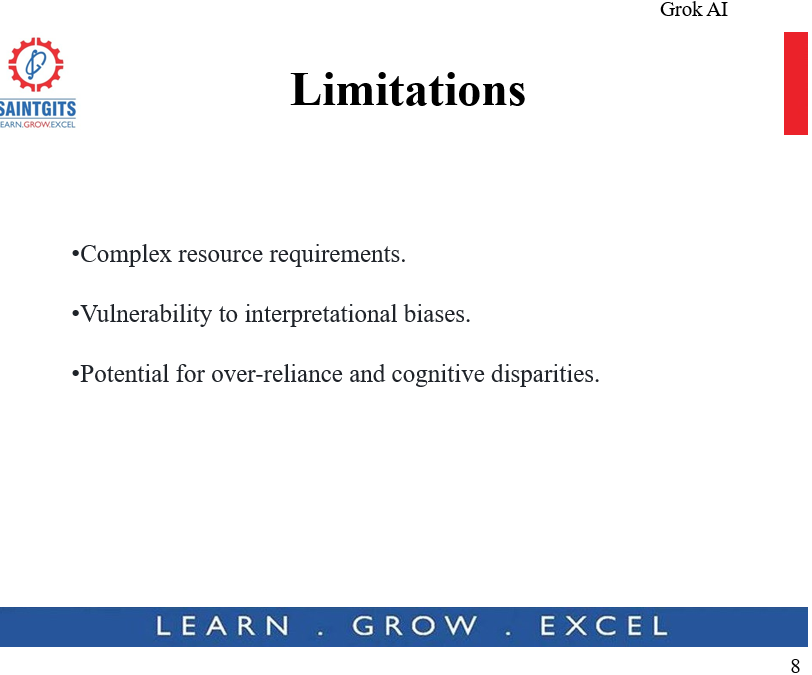 Grok AI
SAINTGITS
LEARN.GROW.EXCEL
Limitations
•Complex resource requirements.
•Vulnerability to interpretational biases.
•Potential for over-reliance and cognitive disparities.
LEARN . GROW . EXCEL
8